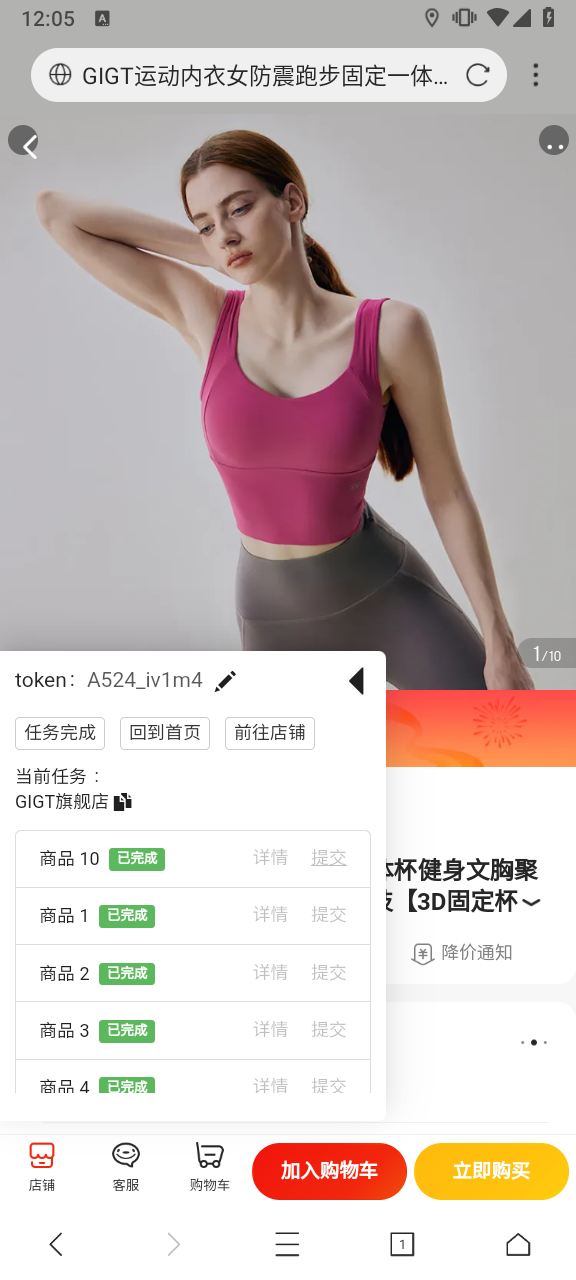 12:05
GIGT运动内衣女防震跑步固定一体...
1/10
token: A524_iv1m4
任务完成 回到首页 前往店铺
当前任务：
GIGT旗舰店
商品 10 已完成 详情 提交
商品 1 已完成 详情 提交
商品 2 已完成 详情 提交
商品 3 已完成 详情 提交
商品 4 已完成 详情 提交
体杯健身文胸聚
技【3D固定杯
降价通知
店铺 客服 购物车 加入购物车 立即购买
1